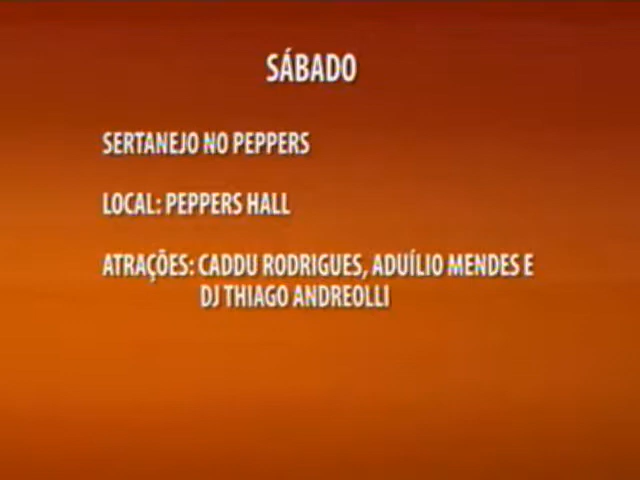 SÁBADO
SERTANEJO NO PEPPERS
LOCAL: PEPPERS HALL
ATRAÇÕES: CADDU RODRIGUES, ADUÍLIO MENDES E
DJ THIAGO ANDREOLLI